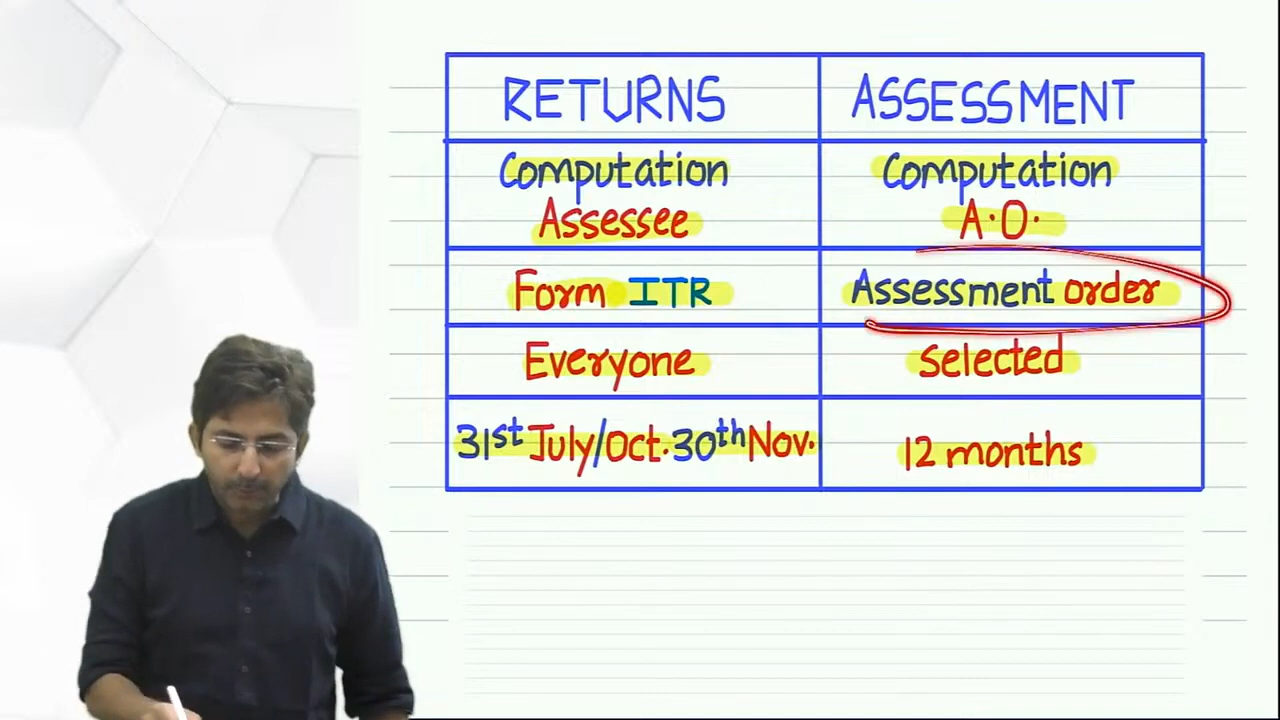 RETURNS
ASSESSMENT
Computation
Assessee
Computation
A.O.
Form ITR
Assessment order
Everyone
selected
31st July/Oct. 30th Nov.
12 months